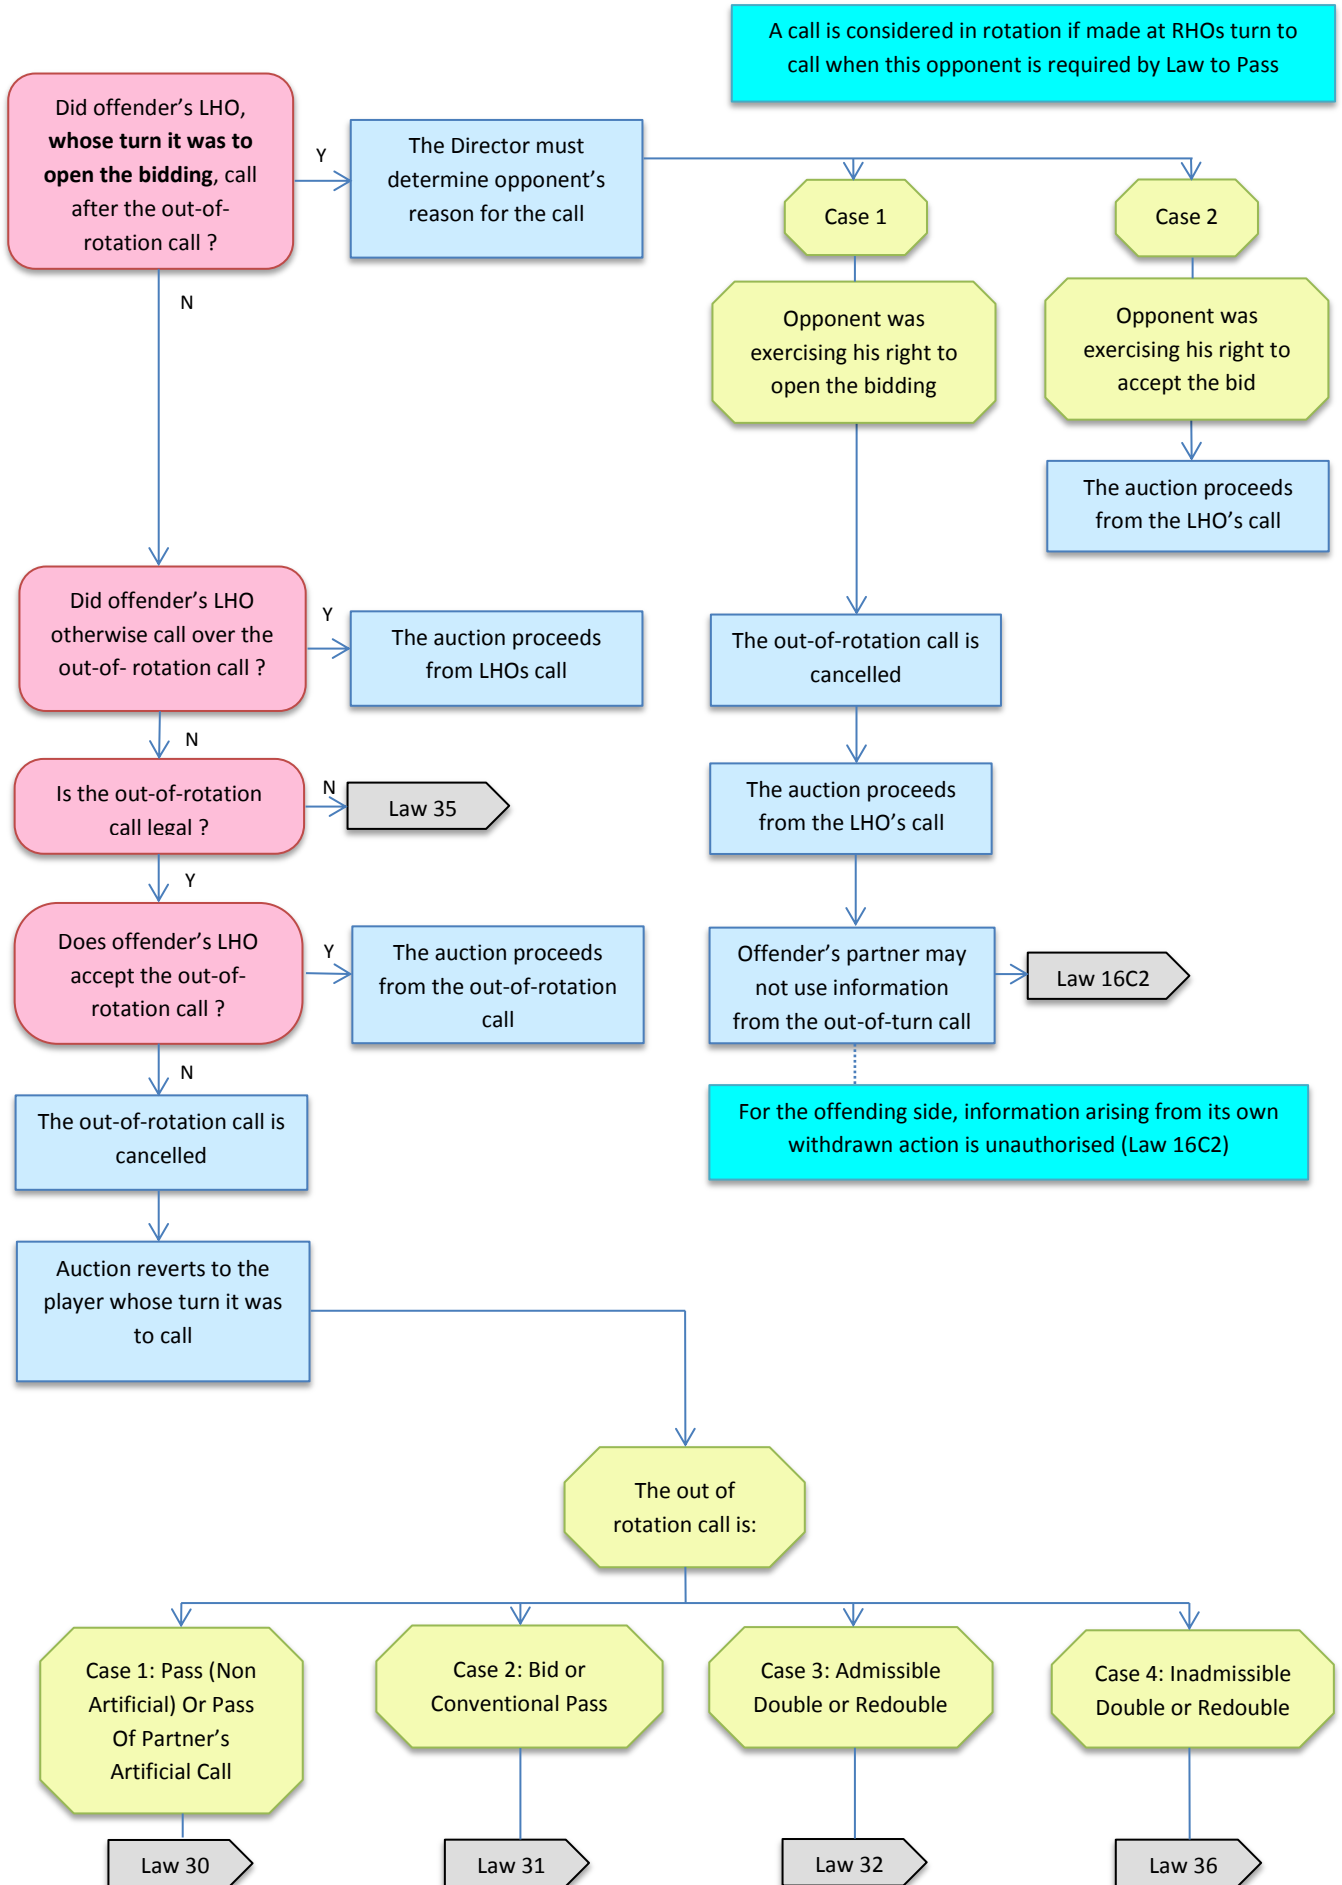 A call is considered in rotation if made at RHOs turn to
call when this opponent is required by Law to Pass
Did offender's LHO,
whose turn it was to
open the bidding, call
after the out-of-
rotation call ?
Y
The Director must
determine opponent's
reason for the call
Case 1
Case 2
N
Opponent was
exercising his right to
open the bidding
Opponent was
exercising his right to
accept the bid
The auction proceeds
from the LHO's call
Did offender's LHO
otherwise call over the
out-of- rotation call ?
Y
The auction proceeds
from LHOs call
The out-of-rotation call is
cancelled
N
Is the out-of-rotation
call legal ?
N
Law 35
The auction proceeds
from the LHO's call
Y
Does offender's LHO
accept the out-of-
rotation call ?
Y
The auction proceeds
from the out-of-rotation
call
Offender's partner may
not use information
from the out-of-turn call
Law 16C2
N
The out-of-rotation call is
cancelled
For the offending side, information arising from its own
withdrawn action is unauthorised (Law 16C2)
Auction reverts to the
player whose turn it was
to call
The out of
rotation call is:
Case 1: Pass (Non
Artificial) Or Pass
Of Partner's
Artificial Call
Case 2: Bid or
Conventional Pass
Case 3: Admissible
Double or Redouble
Case 4: Inadmissible
Double or Redouble
Law 30
Law 31
Law 32
Law 36